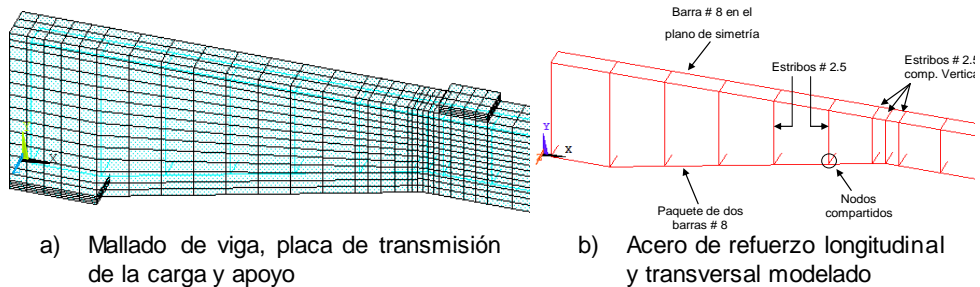 Barra # 8 en el
plano de simetría
Estribos # 2.5
Estribos # 2.5
comp. Vertica
Y
X
Y
X
Paquete de dos
barras # 8
Nodos
compartidos
a) Mallado de viga, placa de transmisión
de la carga y apoyo
b) Acero de refuerzo longitudinal
y transversal modelado